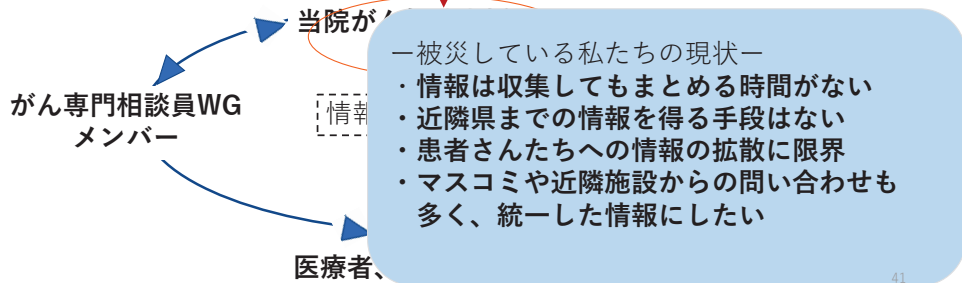 当院が
ー被災している私たちの現状ー
・情報は収集してもまとめる時間がない
・近隣県までの情報を得る手段はない
・患者さんたちへの情報の拡散に限界
・マスコミや近隣施設からの問い合わせも
多く、統一した情報にしたい
がん専門相談員WG
メンバー
情報
医療者、
41